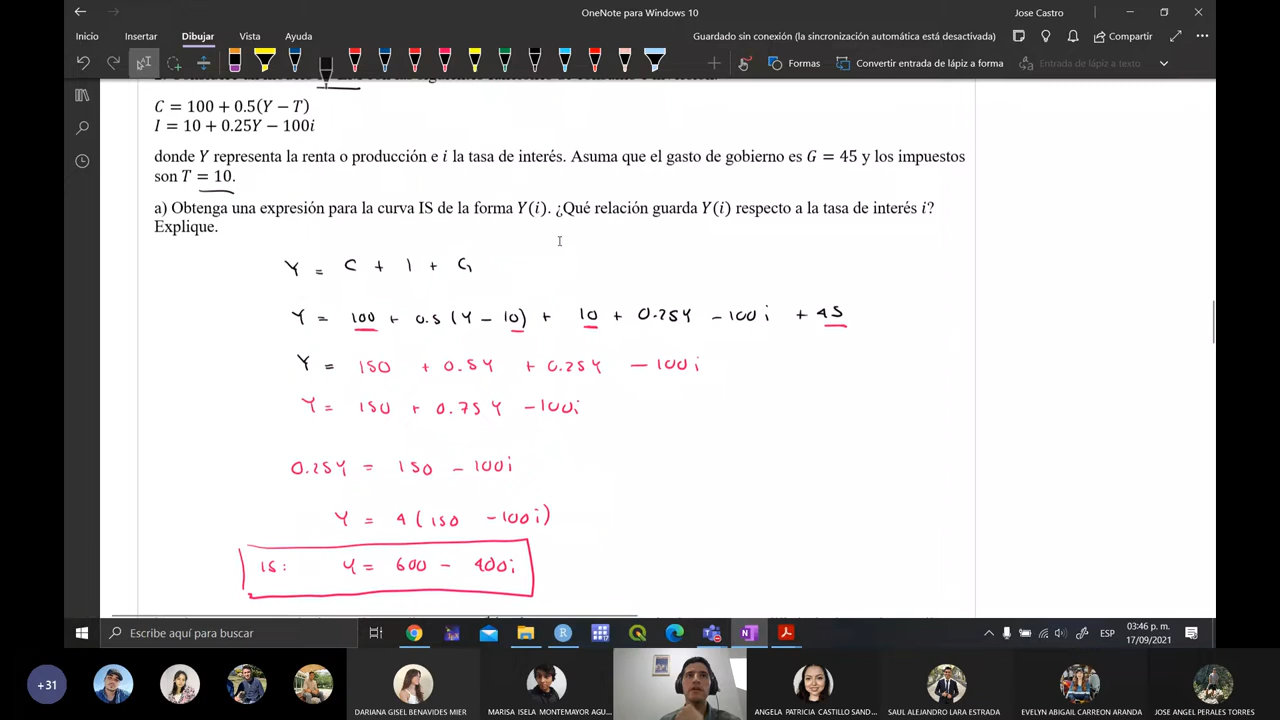 OneNote para Windows 10
Jose Castro
Inicio Insertar Dibujar Vista Ayuda
Guardado sin conexión (la sincronización automática está desactivada)
Compartir
Formas
Convertir entrada de lápiz a forma
Entrada de lápiz a texto
C = 100 + 0.5(Y − T)
I = 10 + 0.25Y − 100i
donde Y representa la renta o producción e i la tasa de interés. Asuma que el gasto de gobierno es G = 45 y los impuestos
son T = 10.
a) Obtenga una expresión para la curva IS de la forma Y(i). ¿Qué relación guarda Y(i) respecto a la tasa de interés i?
Explique.
Y = C + I + G
Y = 100 + 0.5 (Y − 10) + 10 + 0.25Y − 100i + 45
Y = 150 + 0.5Y + 0.25Y − 100i
Y = 150 + 0.75Y − 100i
0.25Y = 150 − 100i
Y = 4 (150 − 100i)
IS: Y = 600 − 400i
Escribe aquí para buscar
ESP
03:46 p. m.
17/09/2021
+31
DARIANA GISEL BENAVIDES MIER
MARISA ISELA MONTEMAYOR AGU...
ANGELA PATRICIA CASTILLO SAND...
SAUL ALEJANDRO LARA ESTRADA
EVELYN ABIGAIL CARREON ARANDA
JOSE ANGEL PERALES TORRES